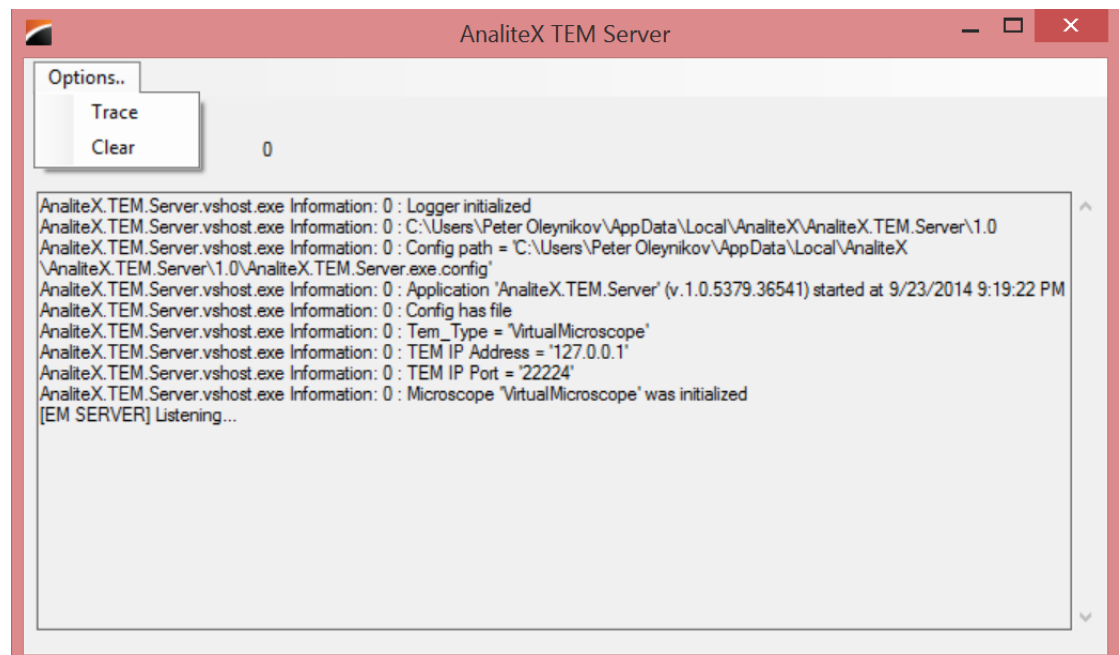 AnaliteX TEM Server
Options..
Trace
Clear
0
AnaliteX.TEM.Server.vshost.exe Information: 0 : Logger initialized
AnaliteX.TEM.Server.vshost.exe Information: 0 : C:\Users\Peter Oleynikov\AppData\Local\AnaliteX\AnaliteX.TEM.Server\1.0
AnaliteX.TEM.Server.vshost.exe Information: 0 : Config path = 'C:\Users\Peter Oleynikov\AppData\Local\AnaliteX
\AnaliteX.TEM.Server\1.0\AnaliteX.TEM.Server.exe.config'
AnaliteX.TEM.Server.vshost.exe Information: 0 : Application 'AnaliteX.TEM.Server' (v.1.0.5379.36541) started at 9/23/2014 9:19:22 PM
AnaliteX.TEM.Server.vshost.exe Information: 0 : Config has file
AnaliteX.TEM.Server.vshost.exe Information: 0 : Tem_Type = 'VirtualMicroscope'
AnaliteX.TEM.Server.vshost.exe Information: 0 : TEM IP Address = '127.0.0.1'
AnaliteX.TEM.Server.vshost.exe Information: 0 : TEM IP Port = '22224'
AnaliteX.TEM.Server.vshost.exe Information: 0 : Microscope 'VirtualMicroscope' was initialized
[EM SERVER] Listening...